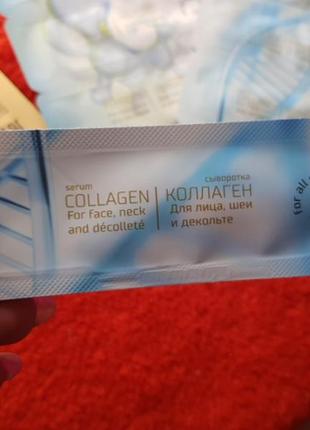 serum
COLLAGEN
For face, neck
and décolleté
сыворотка
КОЛЛАГЕН
Для лица, шеи
и декольте
for all